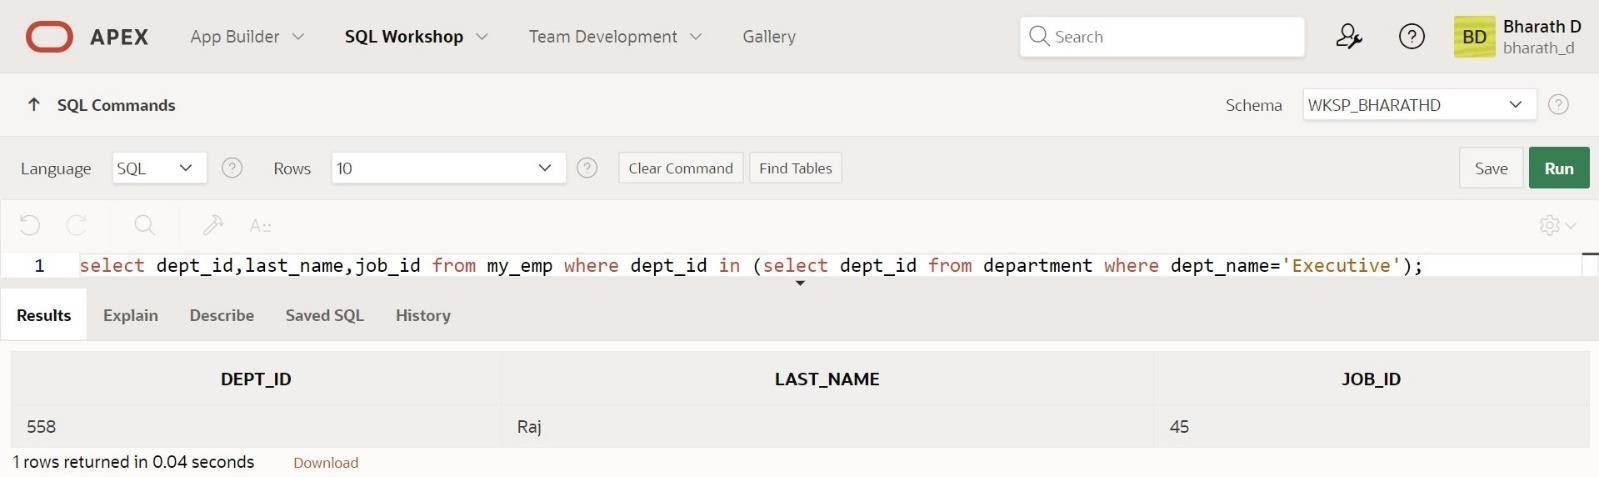 APEX App Builder SQL Workshop Team Development Gallery Search ? BD Bharath D
bharath_d
↑ SQL Commands Schema WKSP_BHARATHD ?
Language SQL ? Rows 10 ? Clear Command Find Tables Save Run
A::
1 select dept_id,last_name,job_id from my_emp where dept_id in (select dept_id from department where dept_name='Executive');
Results Explain Describe Saved SQL History
DEPT_ID LAST_NAME JOB_ID
558 Raj 45
1 rows returned in 0.04 seconds Download